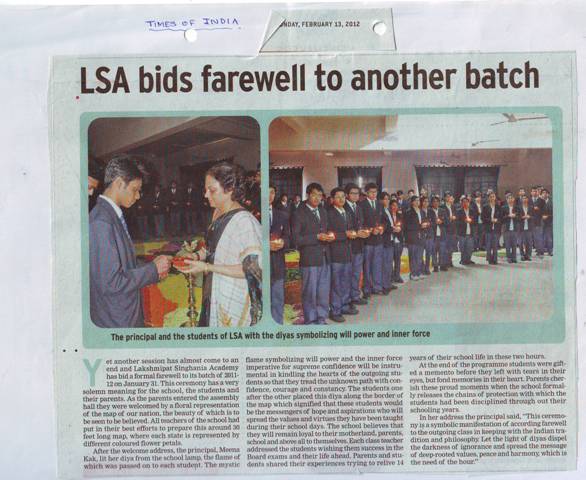 TIMES OF INDIA
NDAY, FEBRUARY 13, 2012
LSA bids farewell to another batch
The principal and the students of LSA with the diyas symbolizing will power and inner force
Yet another session has almost come to an
end and Lakshmipat Singhania Academy
has bid a formal farewell to its batch of 2011-
12 on January 31. This ceremony has a very
solemn meaning for the school, the students and
their parents. As the parents entered the assembly
hall they were welcomed by a floral representation
of the map of our nation, the beauty of which is to
be seen to be believed. All teachers of the school had
put in their best efforts to prepare this around 30
feet long map, where each state is represented by
different coloured flower petals.
After the welcome address, the principal, Meena
Kak, lit her diya from the school lamp, the flame of
which was passed on to each student. The mystic
flame symbolizing will power and the inner force
imperative for supreme confidence will be instru-
mental in kindling the hearts of the outgoing stu-
dents so that they tread the unknown path with con-
fidence, courage and constancy. The students one
after the other placed this diya along the border of
the map which signified that these students would
be the messengers of hope and aspirations who will
spread the values and virtues they have been taught
during their school days. The school believes that
they will remain loyal to their motherland, parents,
school and above all to themselves. Each class teacher
addressed the students wishing them success in the
Board exams and their life ahead. Parents and stu-
dents shared their experiences trying to relive 14
years of their school life in these two hours.
At the end of the programme students were gift-
ed a memento before they left with tears in their
eyes, but fond memories in their heart. Parents cher-
ish these proud moments when the school formal-
ly releases the chains of protection with which the
students had been disciplined through out their
schooling years.
In her address the principal said, "This ceremo-
ny is a symbolic manifestation of according farewell
to the outgoing class in keeping with the Indian tra-
dition and philosophy. Let the light of diyas dispel
the darkness of ignorance and spread the message
of deep-rooted values, peace and harmony, which is
the need of the hour."